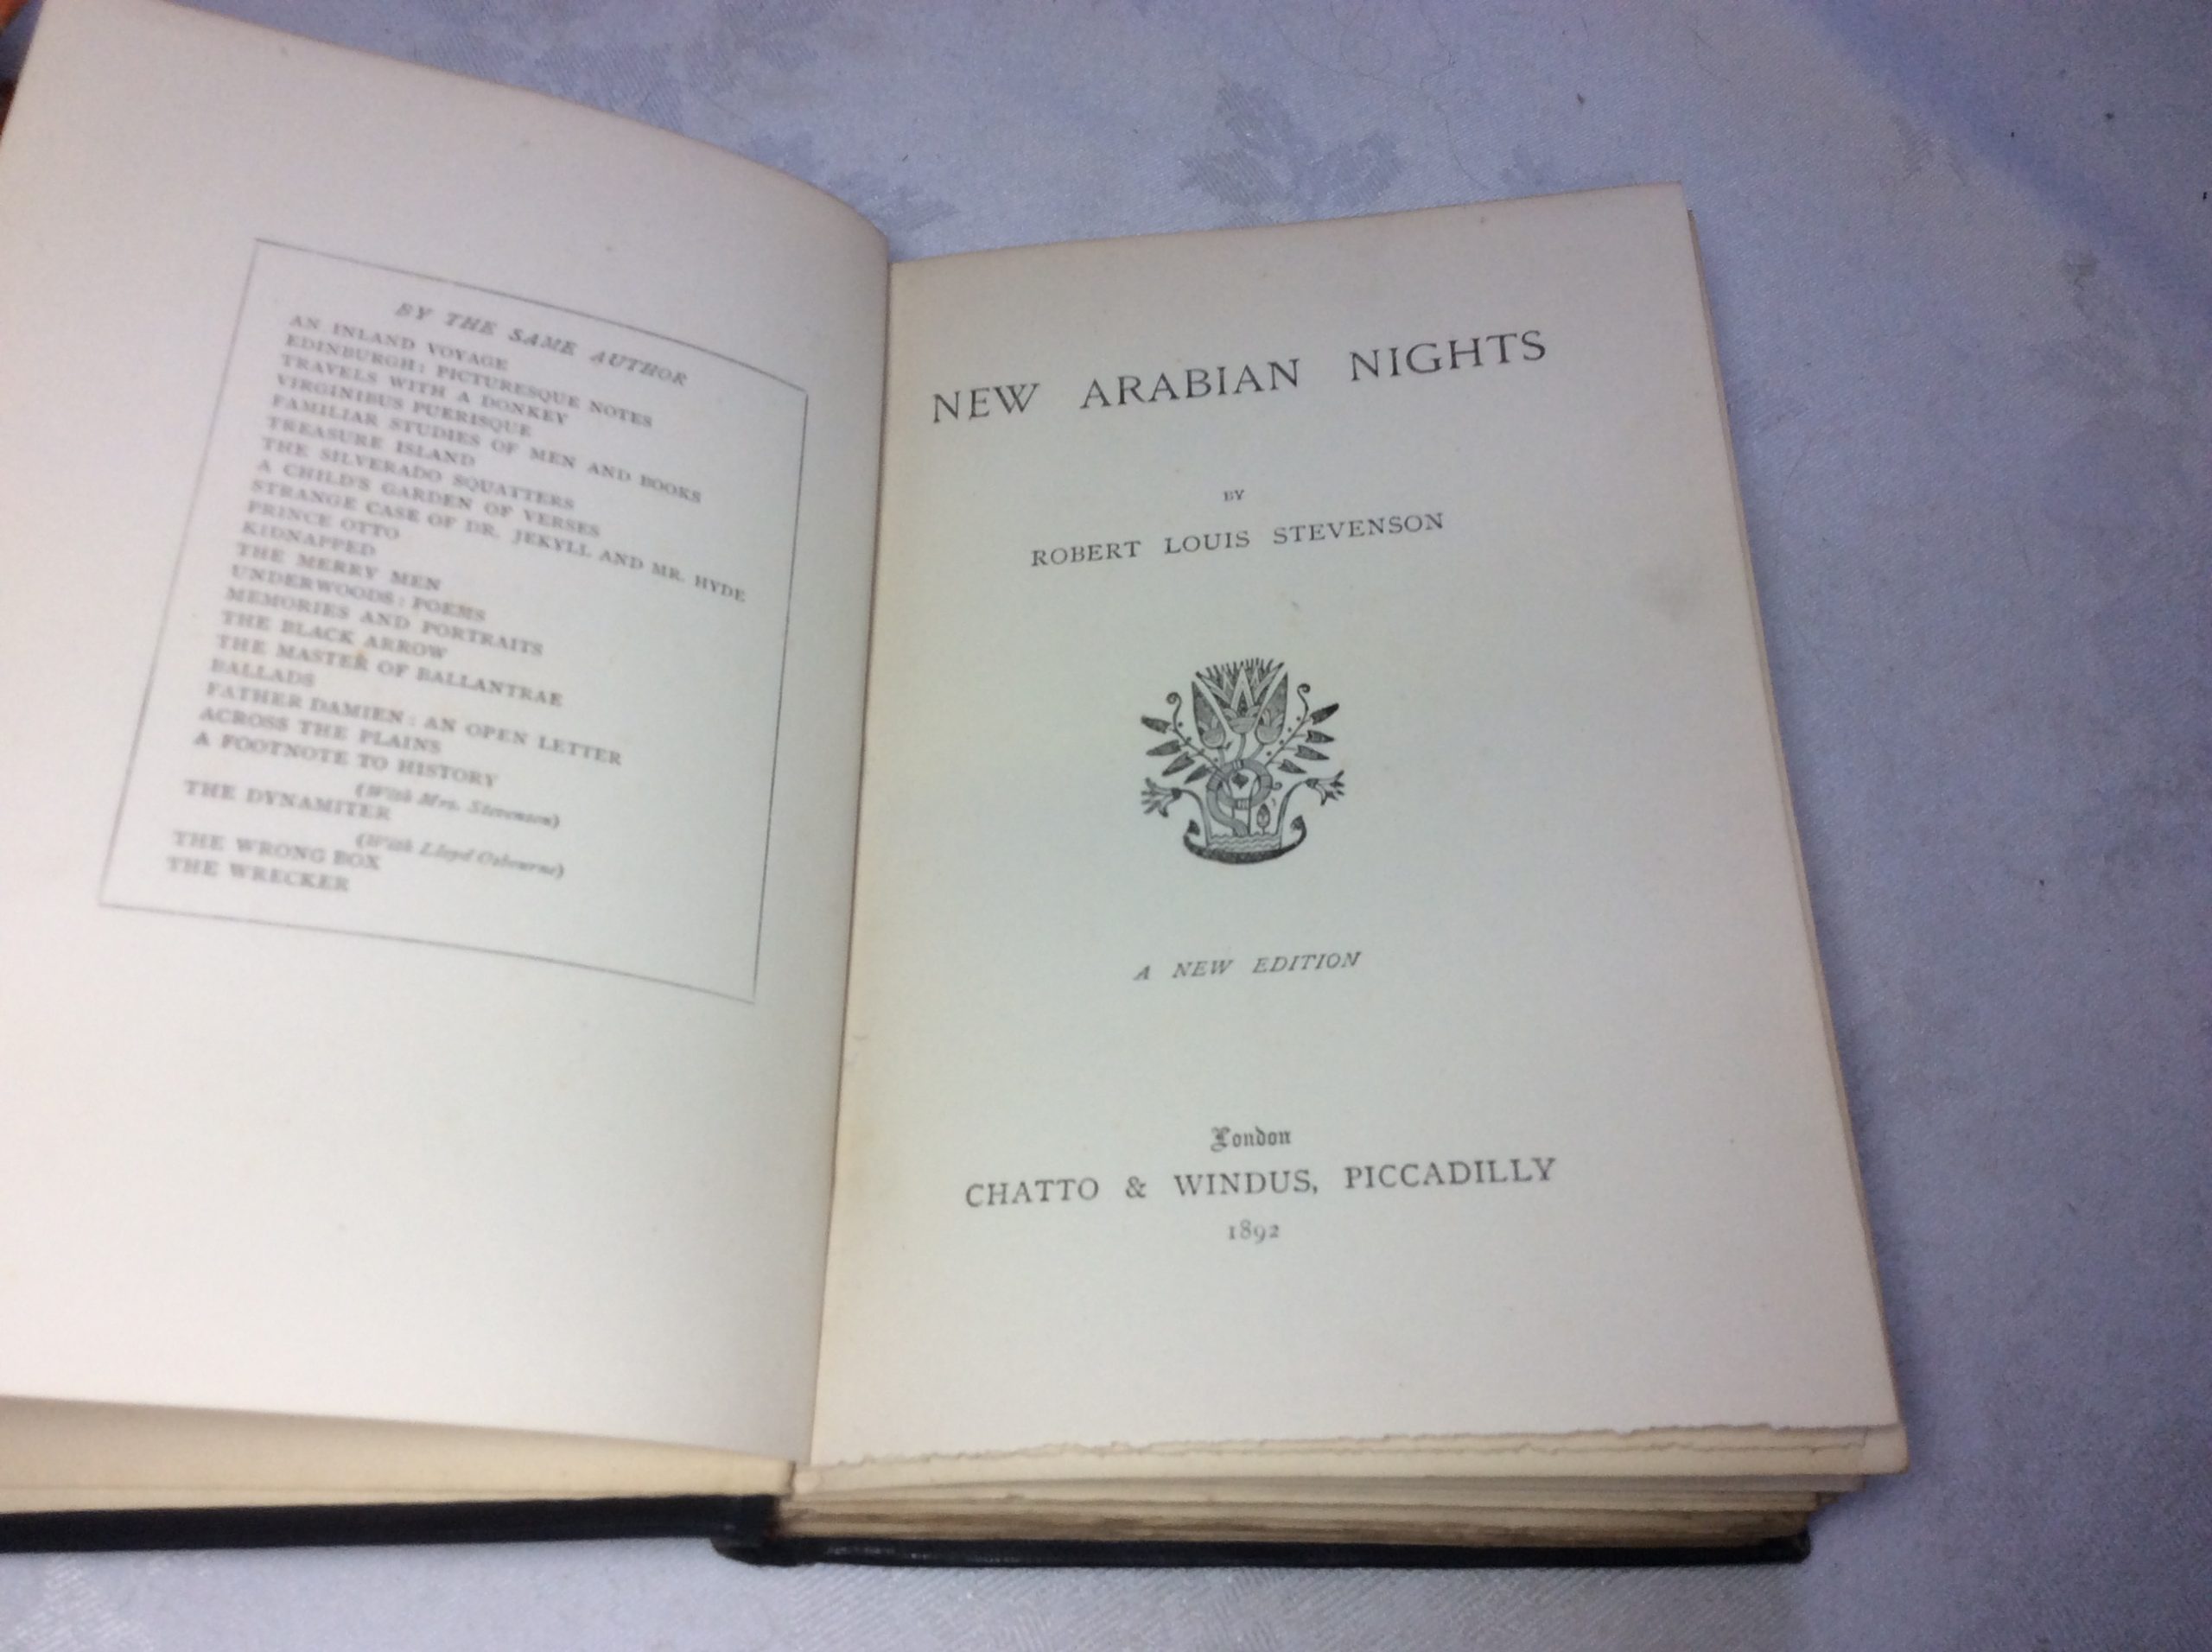 BY THE SAME AUTHOR
AN INLAND VOYAGE
EDINBURGH: PICTURESQUE NOTES
TRAVELS WITH A DONKEY
VIRGINIBUS PUERISQUE
FAMILIAR STUDIES OF MEN AND BOOKS
TREASURE ISLAND
THE SILVERADO SQUATTERS
A CHILD'S GARDEN OF VERSES
STRANGE CASE OF DR. JEKYLL AND MR. HYDE
PRINCE OTTO
KIDNAPPED
THE MERRY MEN
UNDERWOODS: POEMS
MEMORIES AND PORTRAITS
THE BLACK ARROW
THE MASTER OF BALLANTRAE
BALLADS
FATHER DAMIEN: AN OPEN LETTER
ACROSS THE PLAINS
A FOOTNOTE TO HISTORY
(With Mrs. Stevenson)
THE DYNAMITER
(With Lloyd Osbourne)
THE WRONG BOX
THE WRECKER
NEW ARABIAN NIGHTS
BY
ROBERT LOUIS STEVENSON
A NEW EDITION
London
CHATTO & WINDUS, PICCADILLY
1892